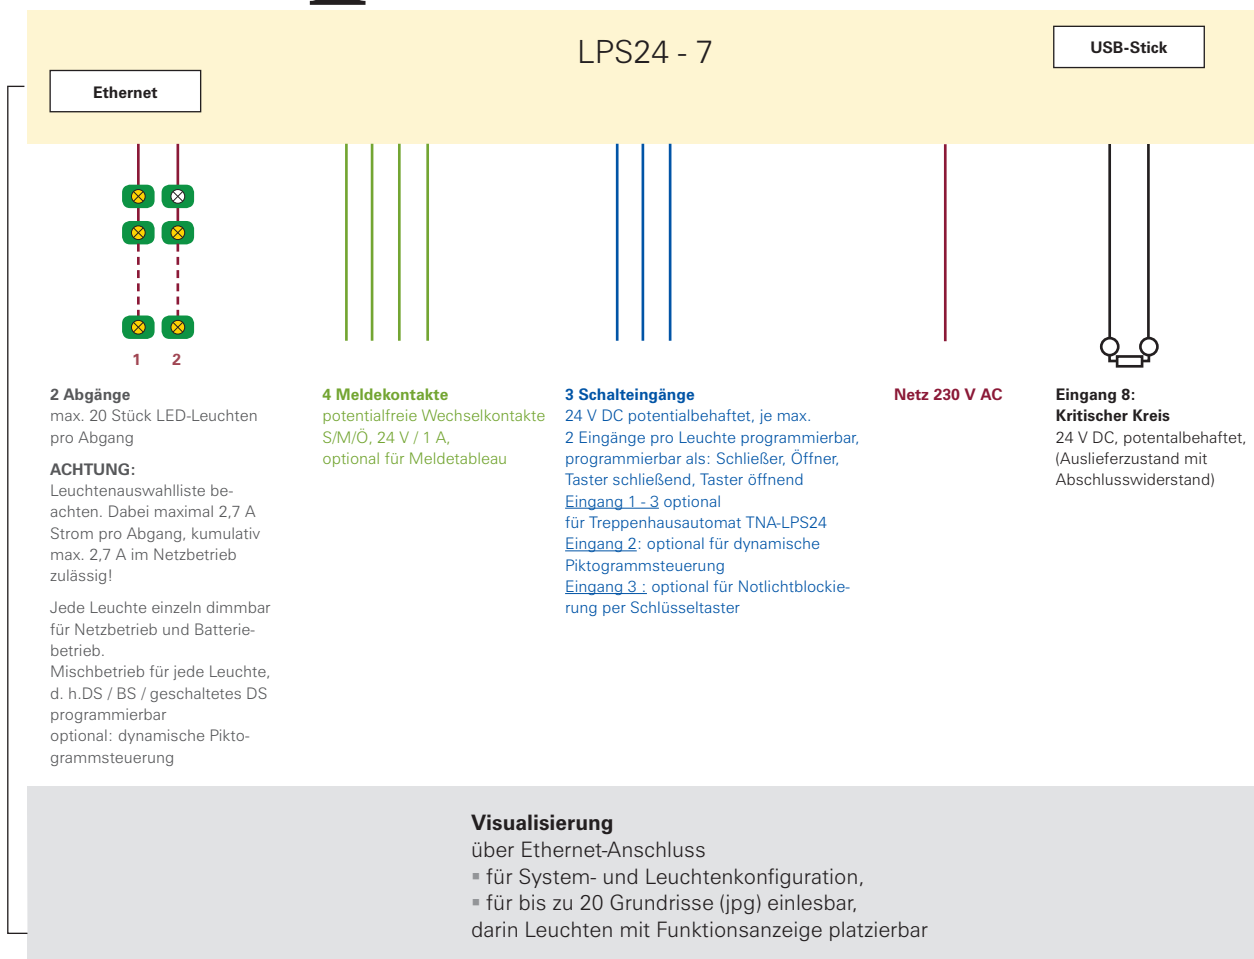 LPS24 - 7
USB-Stick
Ethernet
1 2
2 Abgänge
max. 20 Stück LED-Leuchten
pro Abgang
ACHTUNG:
Leuchtenauswahlliste be-
achten. Dabei maximal 2,7 A
Strom pro Abgang, kumulativ
max. 2,7 A im Netzbetrieb
zulässig!
Jede Leuchte einzeln dimmbar
für Netzbetrieb und Batterie-
betrieb.
Mischbetrieb für jede Leuchte,
d. h.DS / BS / geschaltetes DS
programmierbar
optional: dynamische Pikto-
grammsteuerung
4 Meldekontakte
potentialfreie Wechselkontakte
S/M/Ö, 24 V / 1 A,
optional für Meldetableau
3 Schalteingänge
24 V DC potentialbehaftet, je max.
2 Eingänge pro Leuchte programmierbar,
programmierbar als: Schließer, Öffner,
Taster schließend, Taster öffnend
Eingang 1 - 3 optional
für Treppenhausautomat TNA-LPS24
Eingang 2: optional für dynamische
Piktogrammsteuerung
Eingang 3 : optional für Notlichtblockie-
rung per Schlüsseltaster
Netz 230 V AC
Eingang 8:
Kritischer Kreis
24 V DC, potentalbehaftet,
(Auslieferzustand mit
Abschlusswiderstand)
Visualisierung
über Ethernet-Anschluss
▪ für System- und Leuchtenkonfiguration,
▪ für bis zu 20 Grundrisse (jpg) einlesbar,
darin Leuchten mit Funktionsanzeige platzierbar